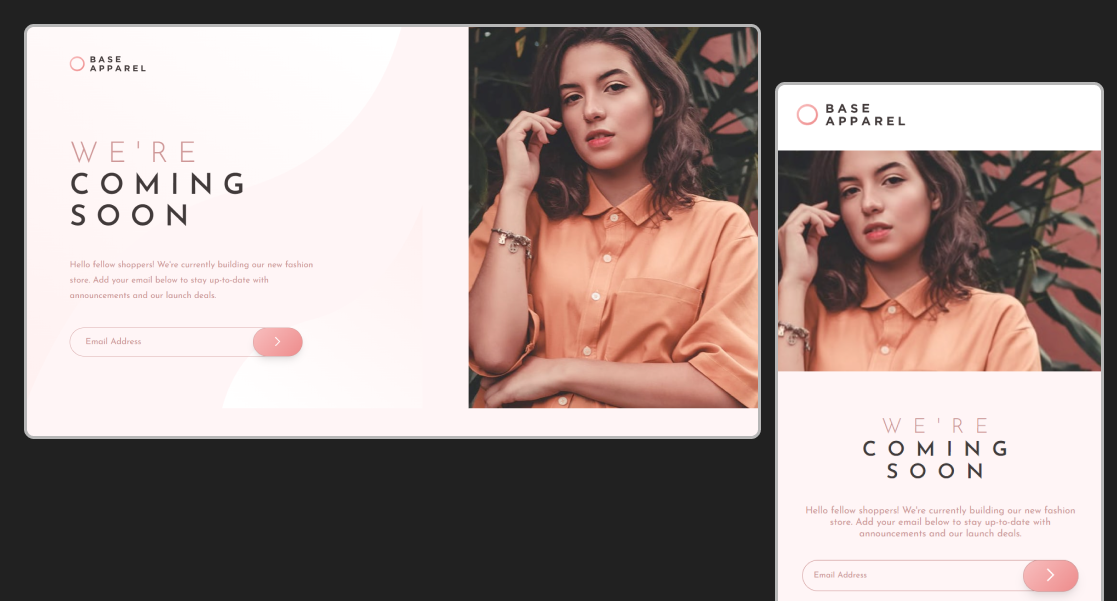 BASE
APPAREL
WE'RE
COMING
SOON
Hello fellow shoppers! We're currently building our new fashion
store. Add your email below to stay up-to-date with
announcements and our launch deals.
Email Address
BASE
APPAREL
WE'RE
COMING
SOON
Hello fellow shoppers! We're currently building our new fashion
store. Add your email below to stay up-to-date with
announcements and our launch deals.
Email Address